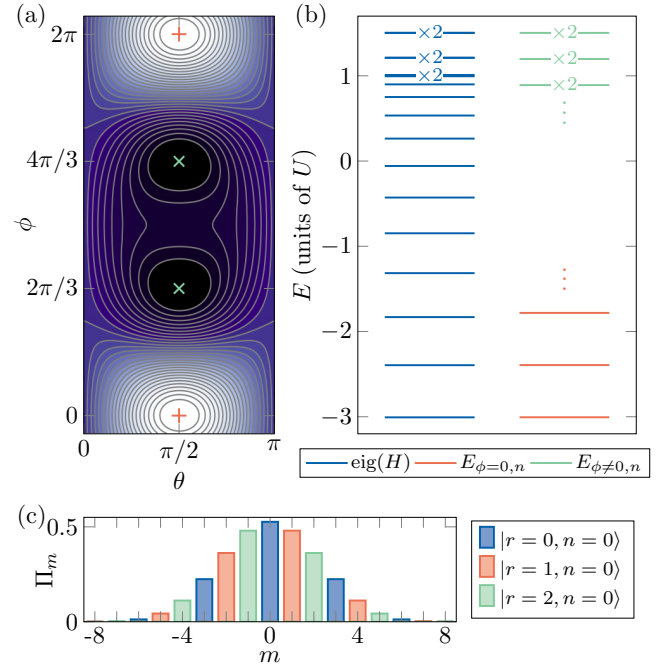 (a)
2π
4π/3
2π/3
0
ϕ
0 π/2 π
θ
(b)
E (units of U)
1
0
−1
−2
−3
×2 ×2
×2 ×2
×2 ×2
eig(H) E_{ϕ=0,n} E_{ϕ≠0,n}
(c)
Π_m
0.5
0
-8 -4 0 4 8
m
|r = 0, n = 0⟩
|r = 1, n = 0⟩
|r = 2, n = 0⟩